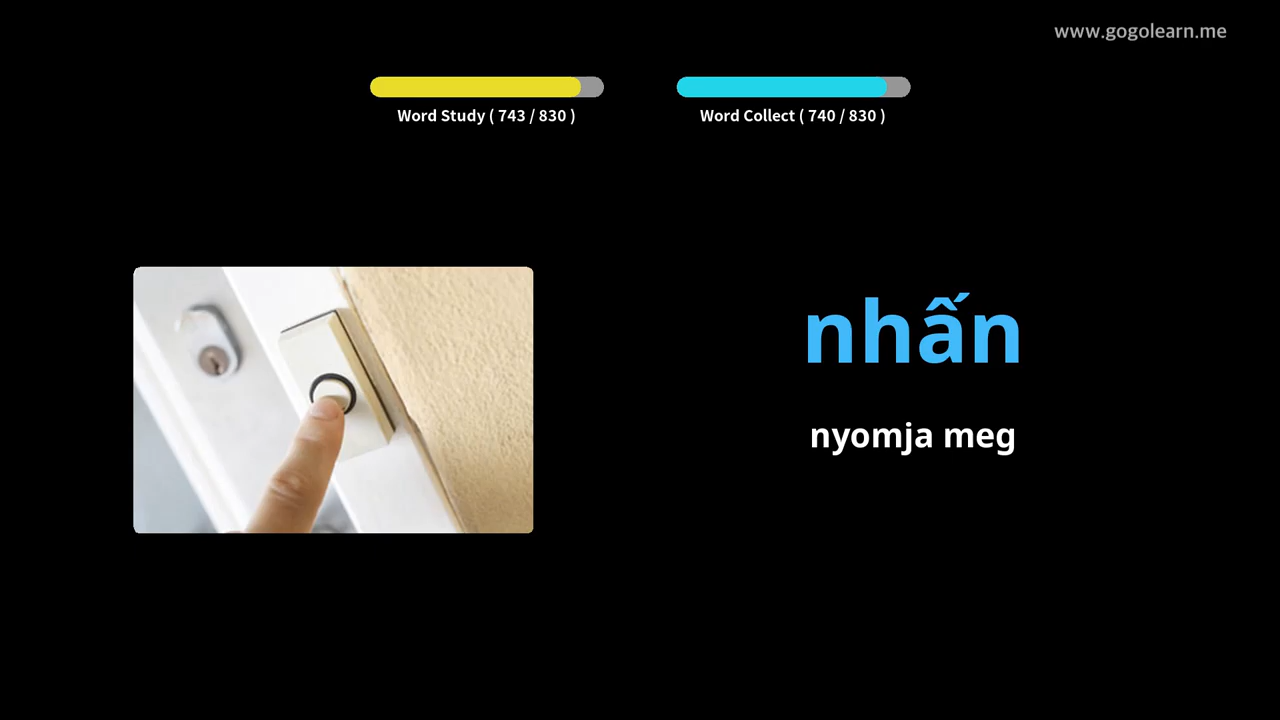 www.gogolearn.me
Word Study ( 743 / 830 )
Word Collect ( 740 / 830 )
nhấn
nyomja meg